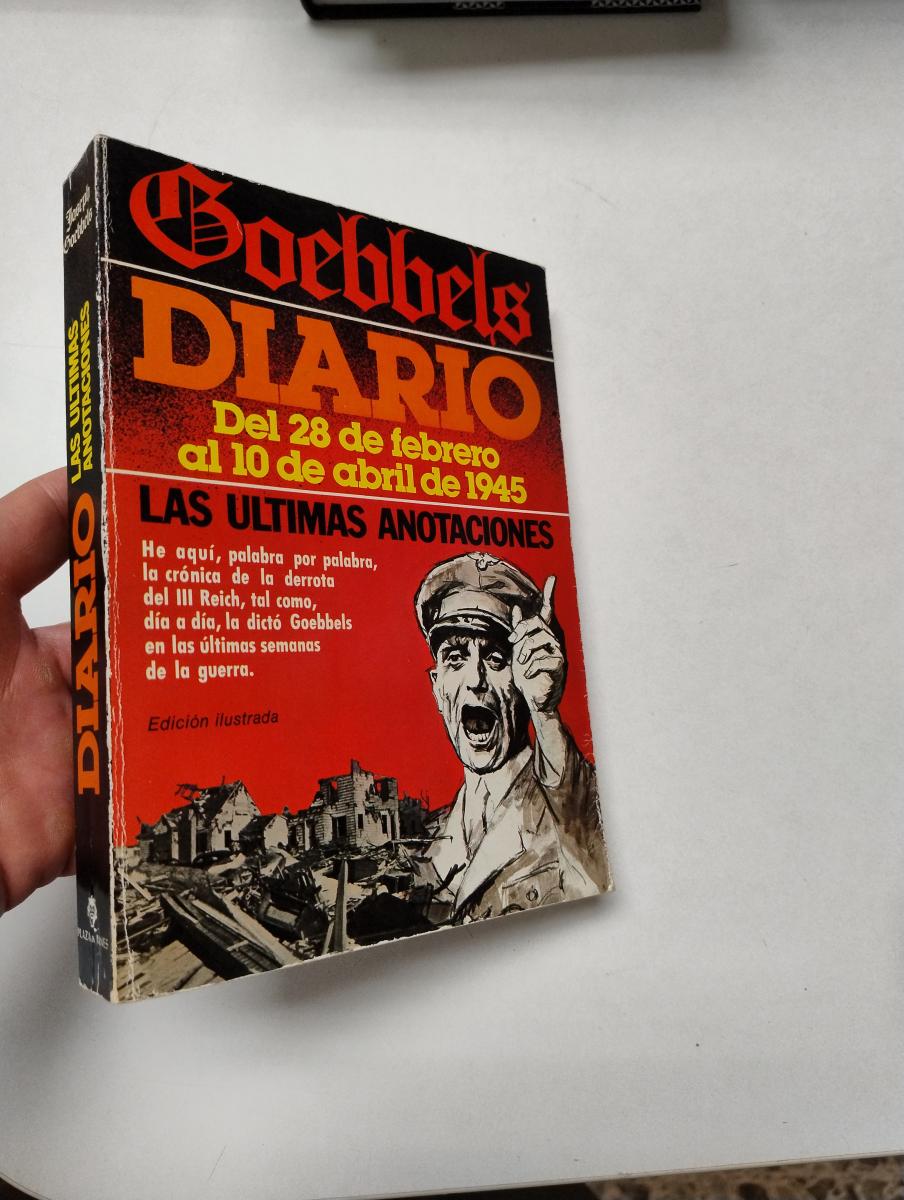 Goebbels
DIARIO
Del 28 de febrero
al 10 de abril de 1945
LAS ULTIMAS ANOTACIONES
He aquí, palabra por palabra,
la crónica de la derrota
del III Reich, tal como,
día a día, la dictó Goebbels
en las últimas semanas
de la guerra.
Edición ilustrada
Joseph
Goebbels
DIARIO
LAS ULTIMAS
ANOTACIONES
PLAZA & JANES